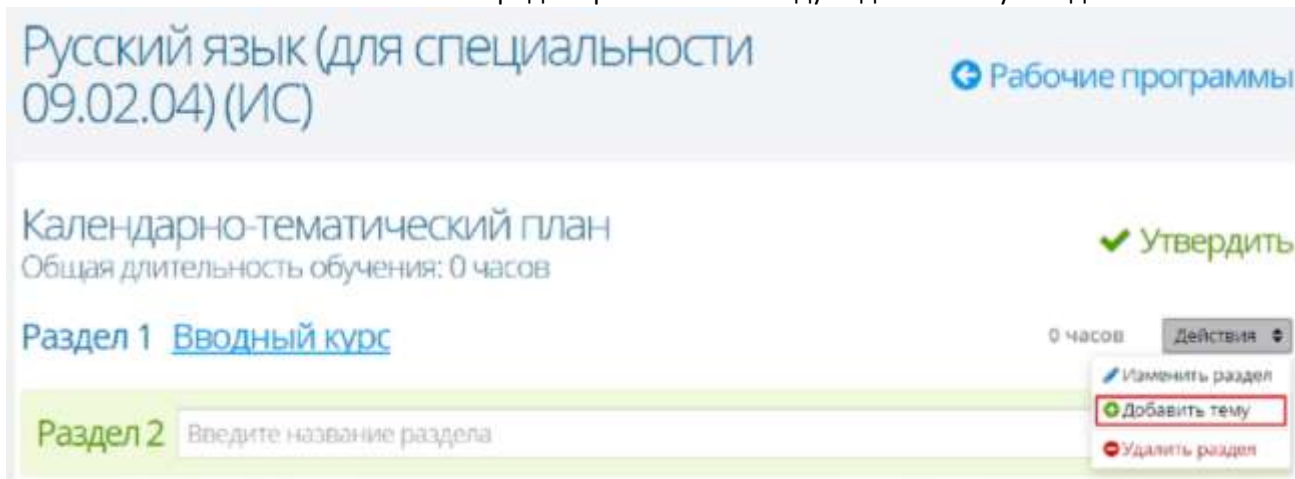 Русский язык (для специальности
09.02.04) (ИС)
Рабочие программы
Календарно-тематический план
Утвердить
Общая длительность обучения: 0 часов
Раздел 1 Вводный курс
0 часов
Действия
Изменить раздел
Добавить тему
Удалить раздел
Раздел 2 Введите название раздела